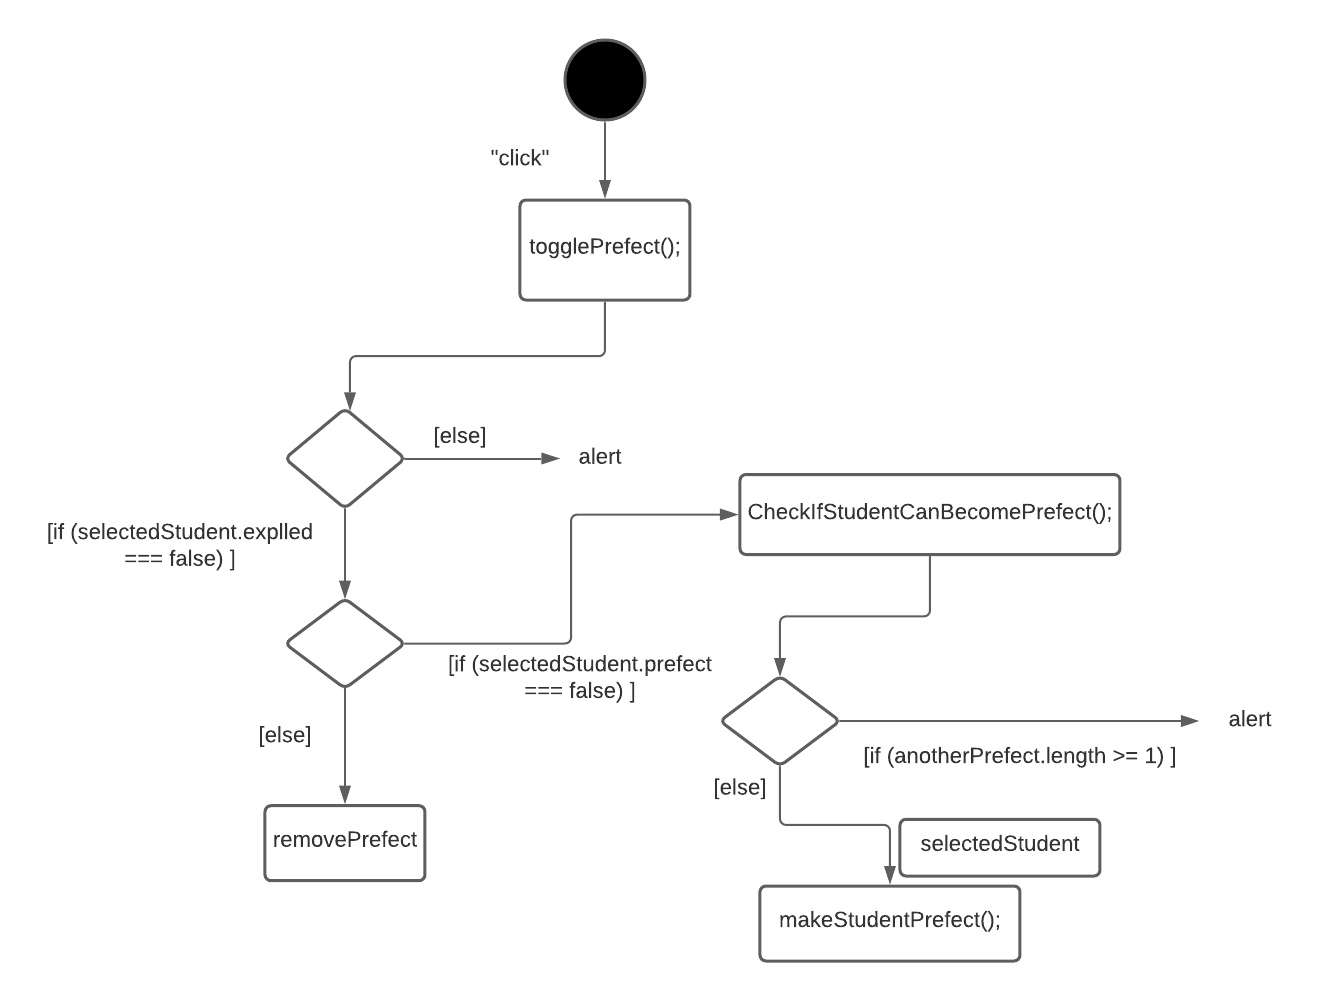 "click"
togglePrefect();
[else]
alert
[if (selectedStudent.explled
=== false) ]
CheckIfStudentCanBecomePrefect();
[if (selectedStudent.prefect
=== false) ]
[else]
removePrefect
alert
[if (anotherPrefect.length >= 1) ]
[else]
selectedStudent
makeStudentPrefect();